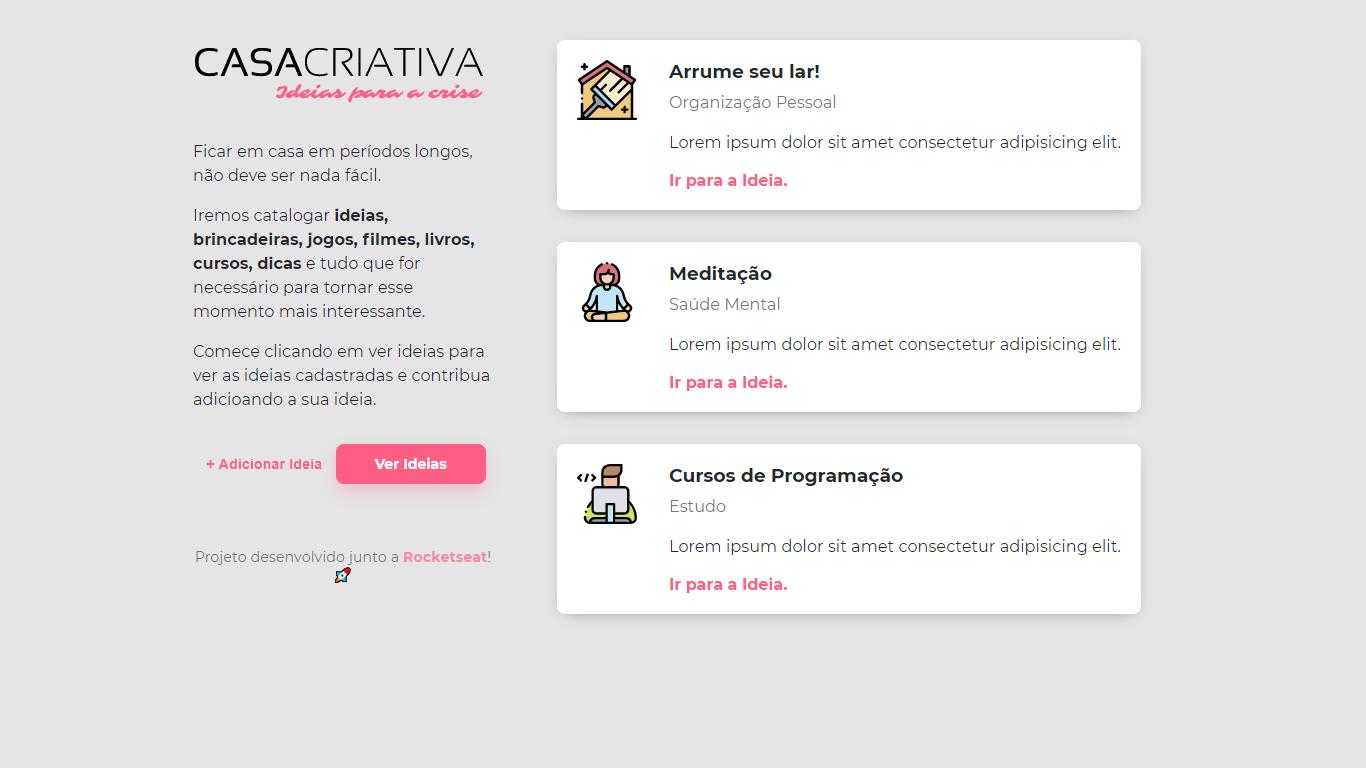 CASACRIATIVA
Ideias para a crise
Ficar em casa em períodos longos,
não deve ser nada fácil.
Iremos catalogar ideias,
brincadeiras, jogos, filmes, livros,
cursos, dicas e tudo que for
necessário para tornar esse
momento mais interessante.
Comece clicando em ver ideias para
ver as ideias cadastradas e contribua
adicioando a sua ideia.
+ Adicionar Ideia
Ver Ideias
Projeto desenvolvido junto a Rocketseat!
Arrume seu lar!
Organização Pessoal
Lorem ipsum dolor sit amet consectetur adipisicing elit.
Ir para a Ideia.
Meditação
Saúde Mental
Lorem ipsum dolor sit amet consectetur adipisicing elit.
Ir para a Ideia.
Cursos de Programação
Estudo
Lorem ipsum dolor sit amet consectetur adipisicing elit.
Ir para a Ideia.